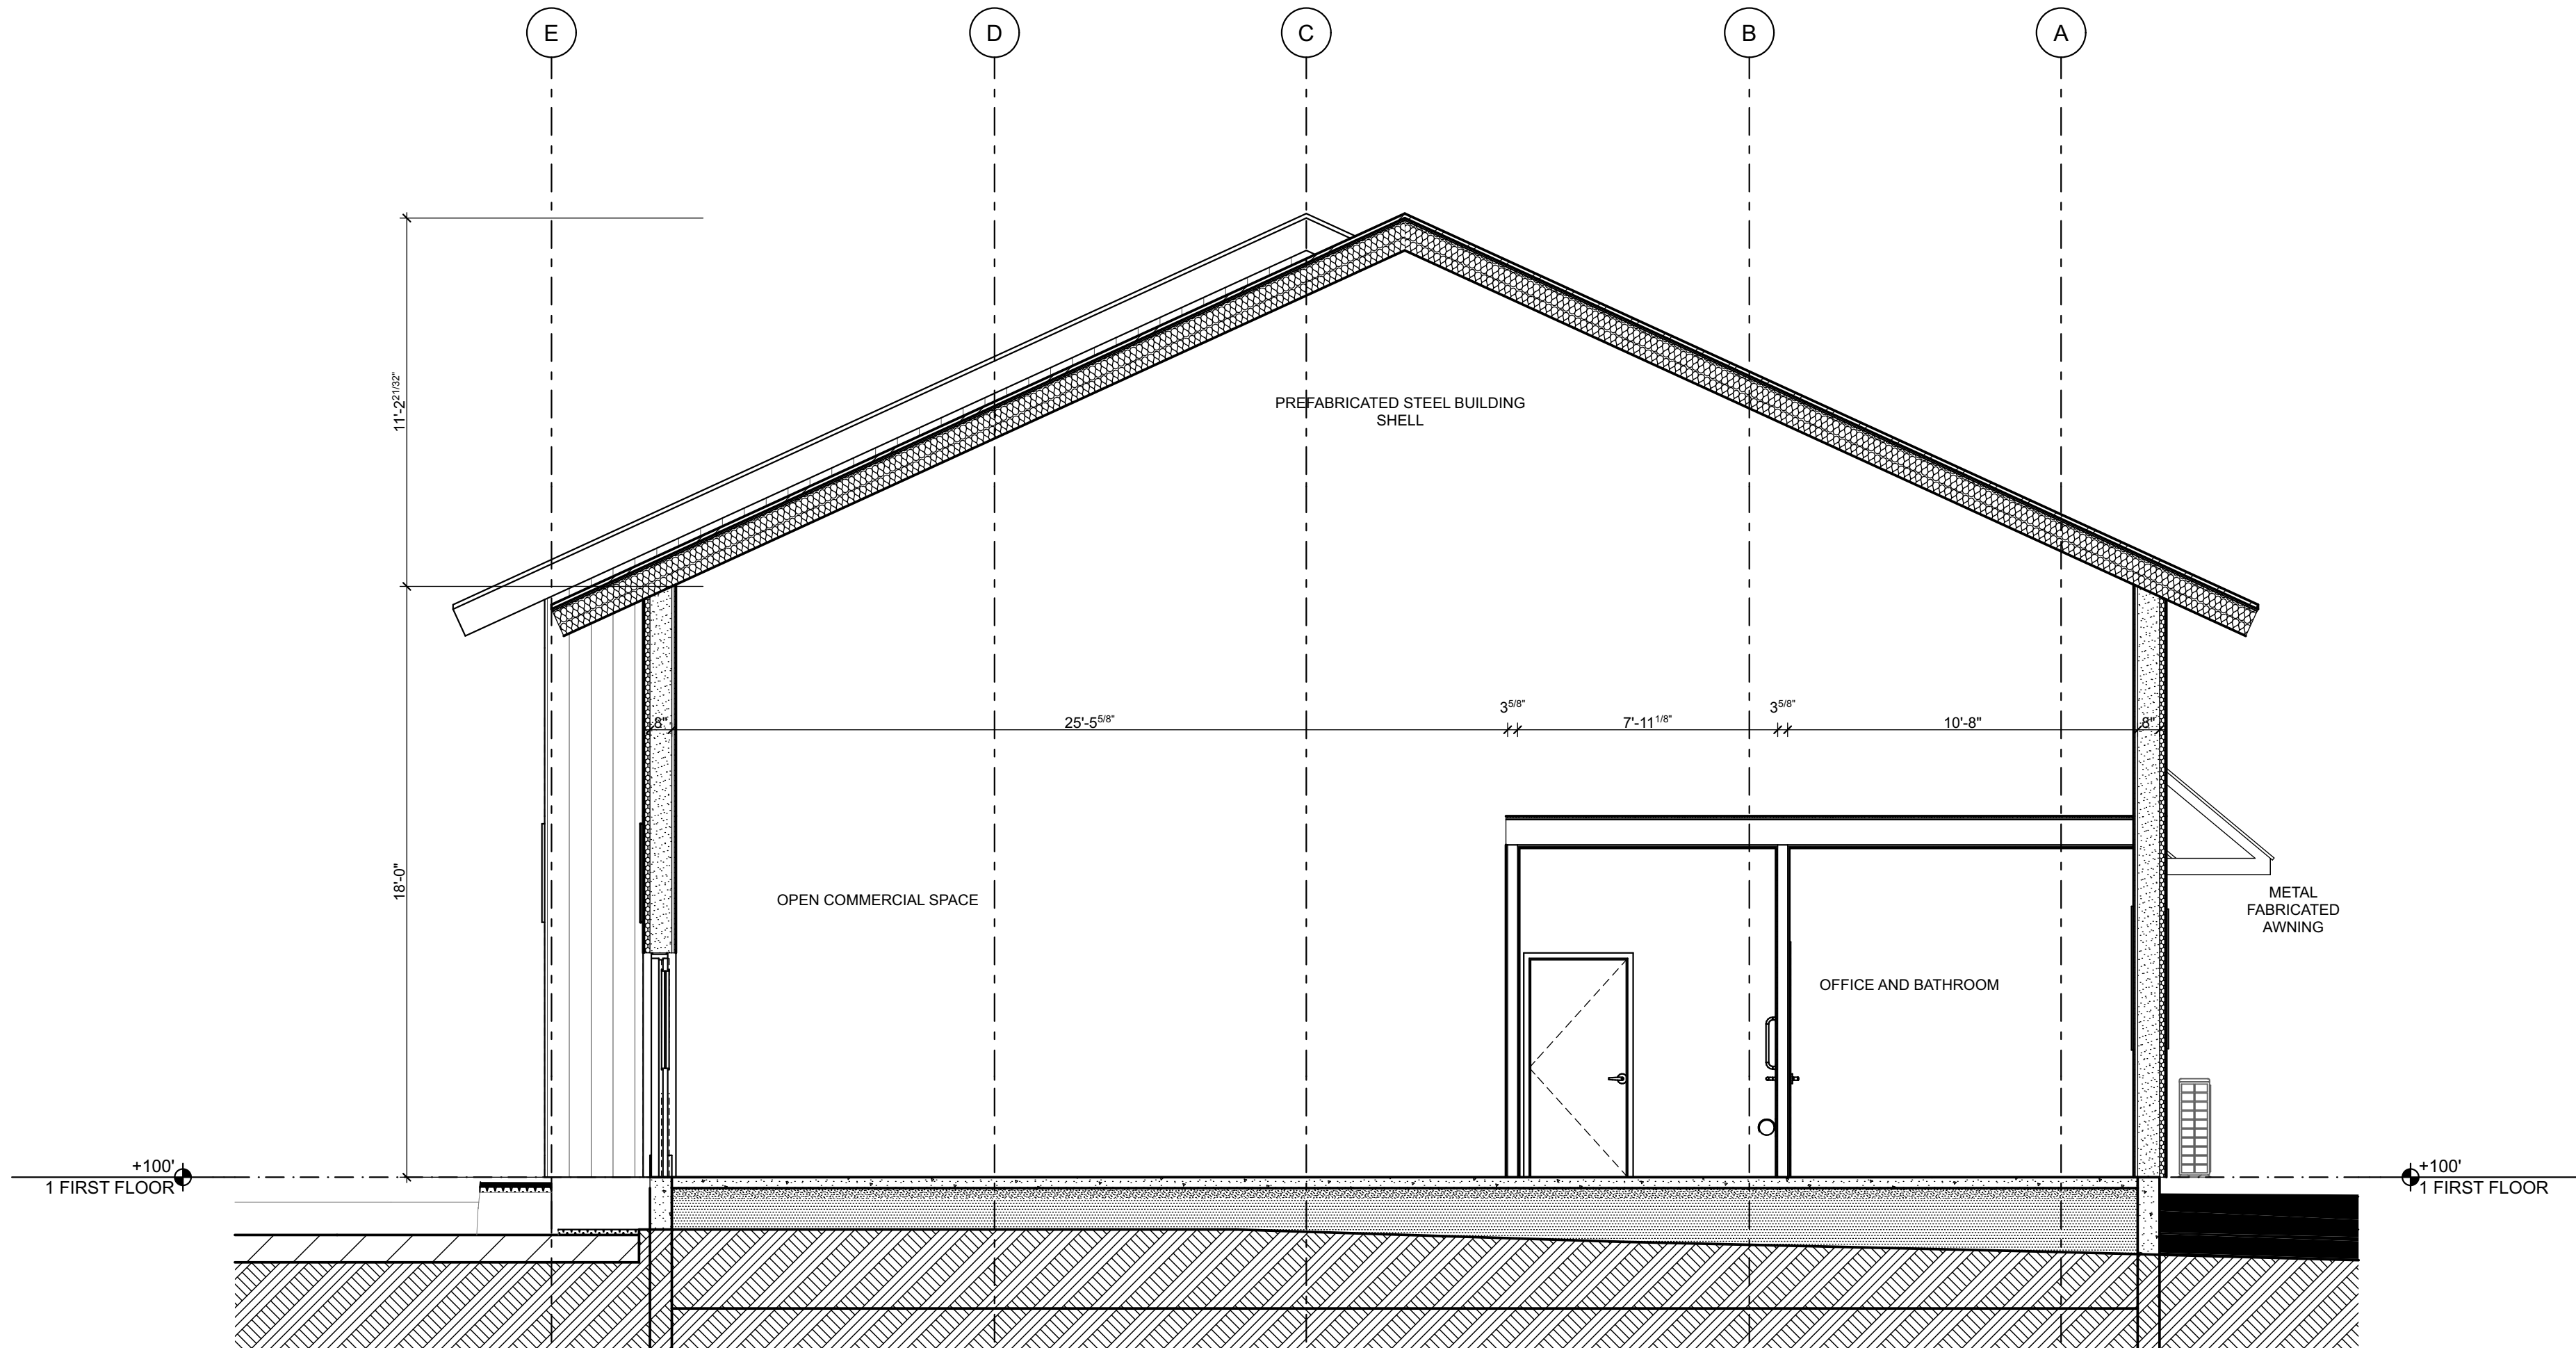 E
D
C
B
A
11'-2 21/32"
PREFABRICATED STEEL BUILDING
SHELL
8"
25'-5 5/8"
3 5/8"
7'-11 1/8"
3 5/8"
10'-8"
8"
18'-0"
OPEN COMMERCIAL SPACE
METAL
FABRICATED
AWNING
OFFICE AND BATHROOM
+100'
1 FIRST FLOOR
+100'
1 FIRST FLOOR